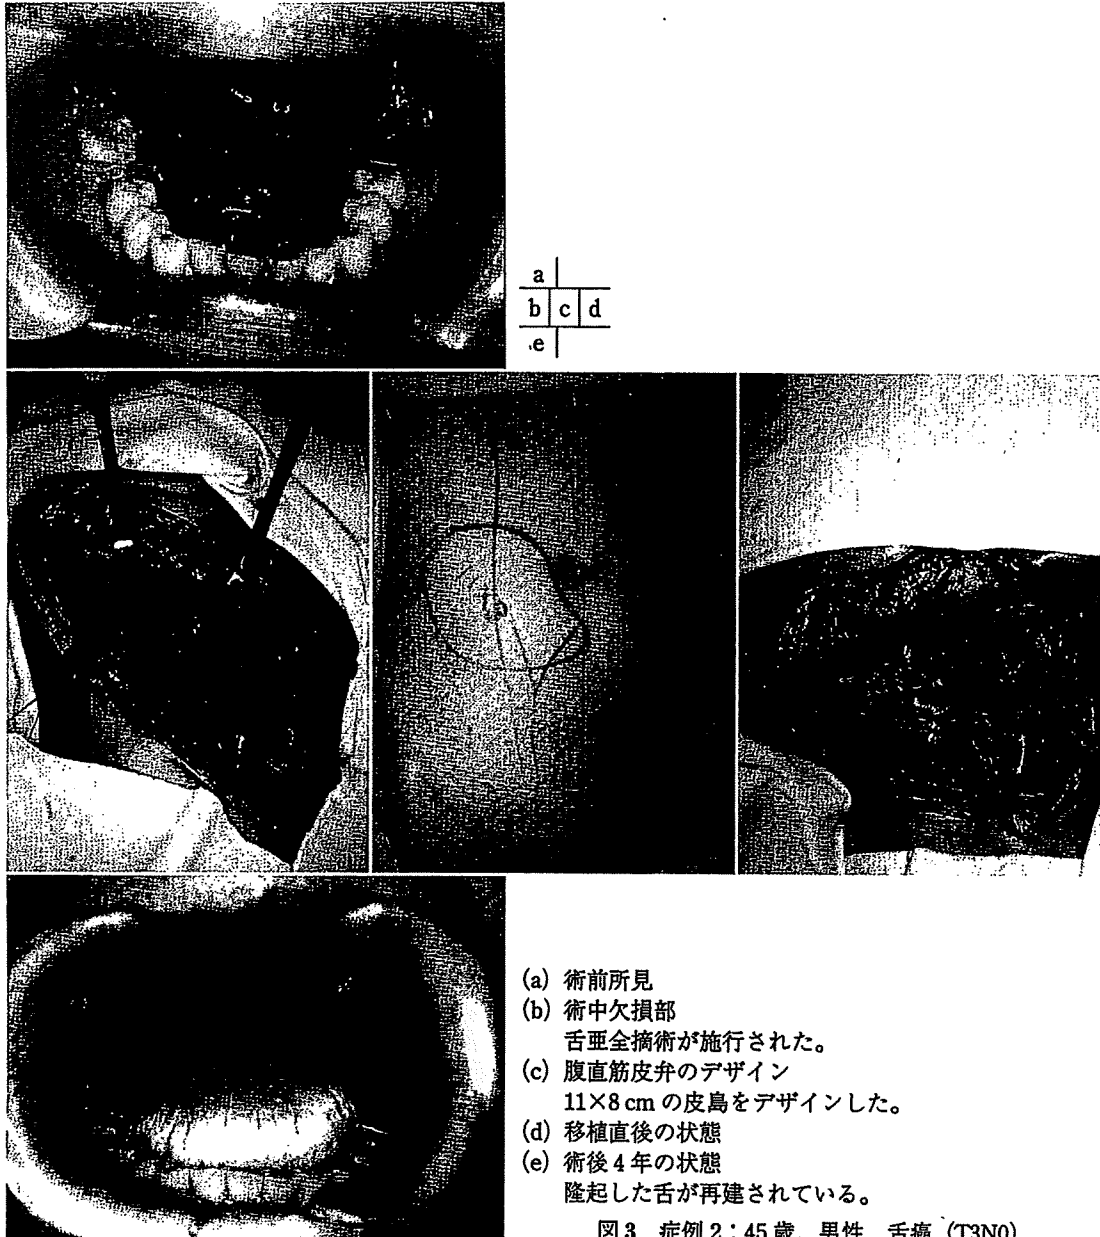 a
b c d
e
(a) 術前所見
(b) 術中欠損部
舌亜全摘術が施行された。
(c) 腹直筋皮弁のデザイン
11×8 cm の皮島をデザインした。
(d) 移植直後の状態
(e) 術後4年の状態
隆起した舌が再建されている。
図3 症例2：45歳，男性，舌癌（T3N0）